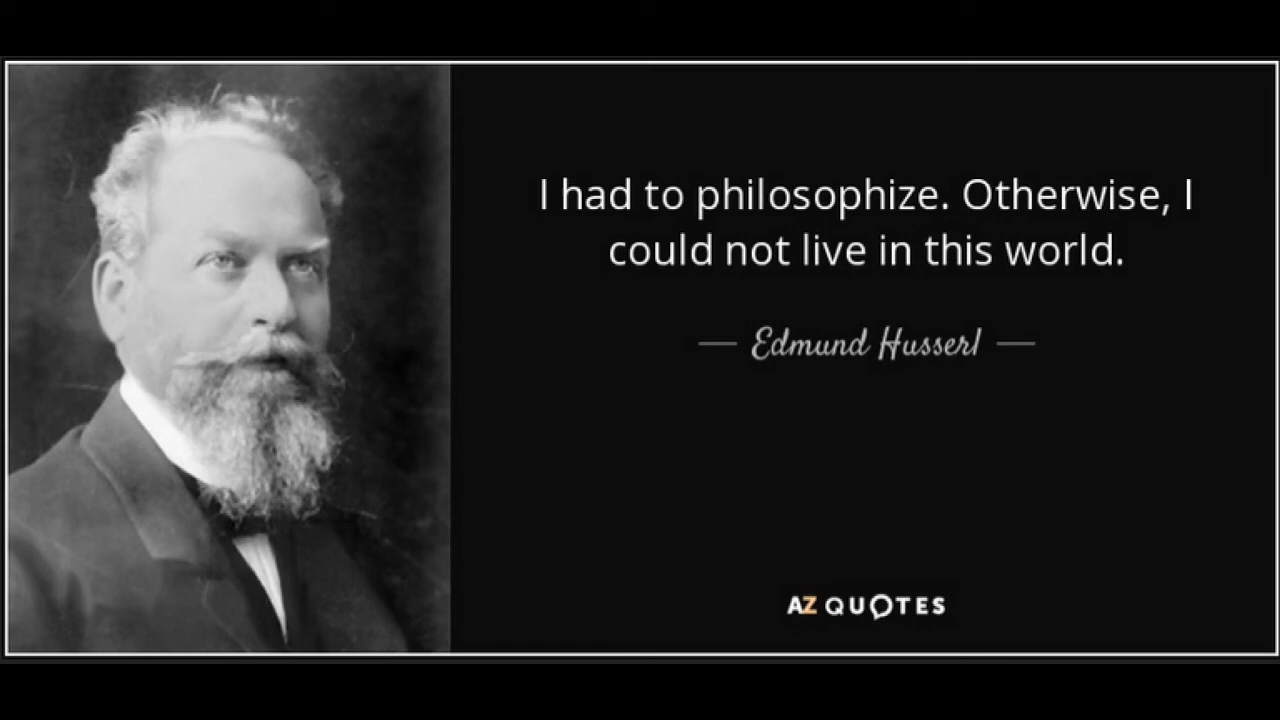 I had to philosophize. Otherwise, I
could not live in this world.
— Edmund Husserl —
AZ QUOTES